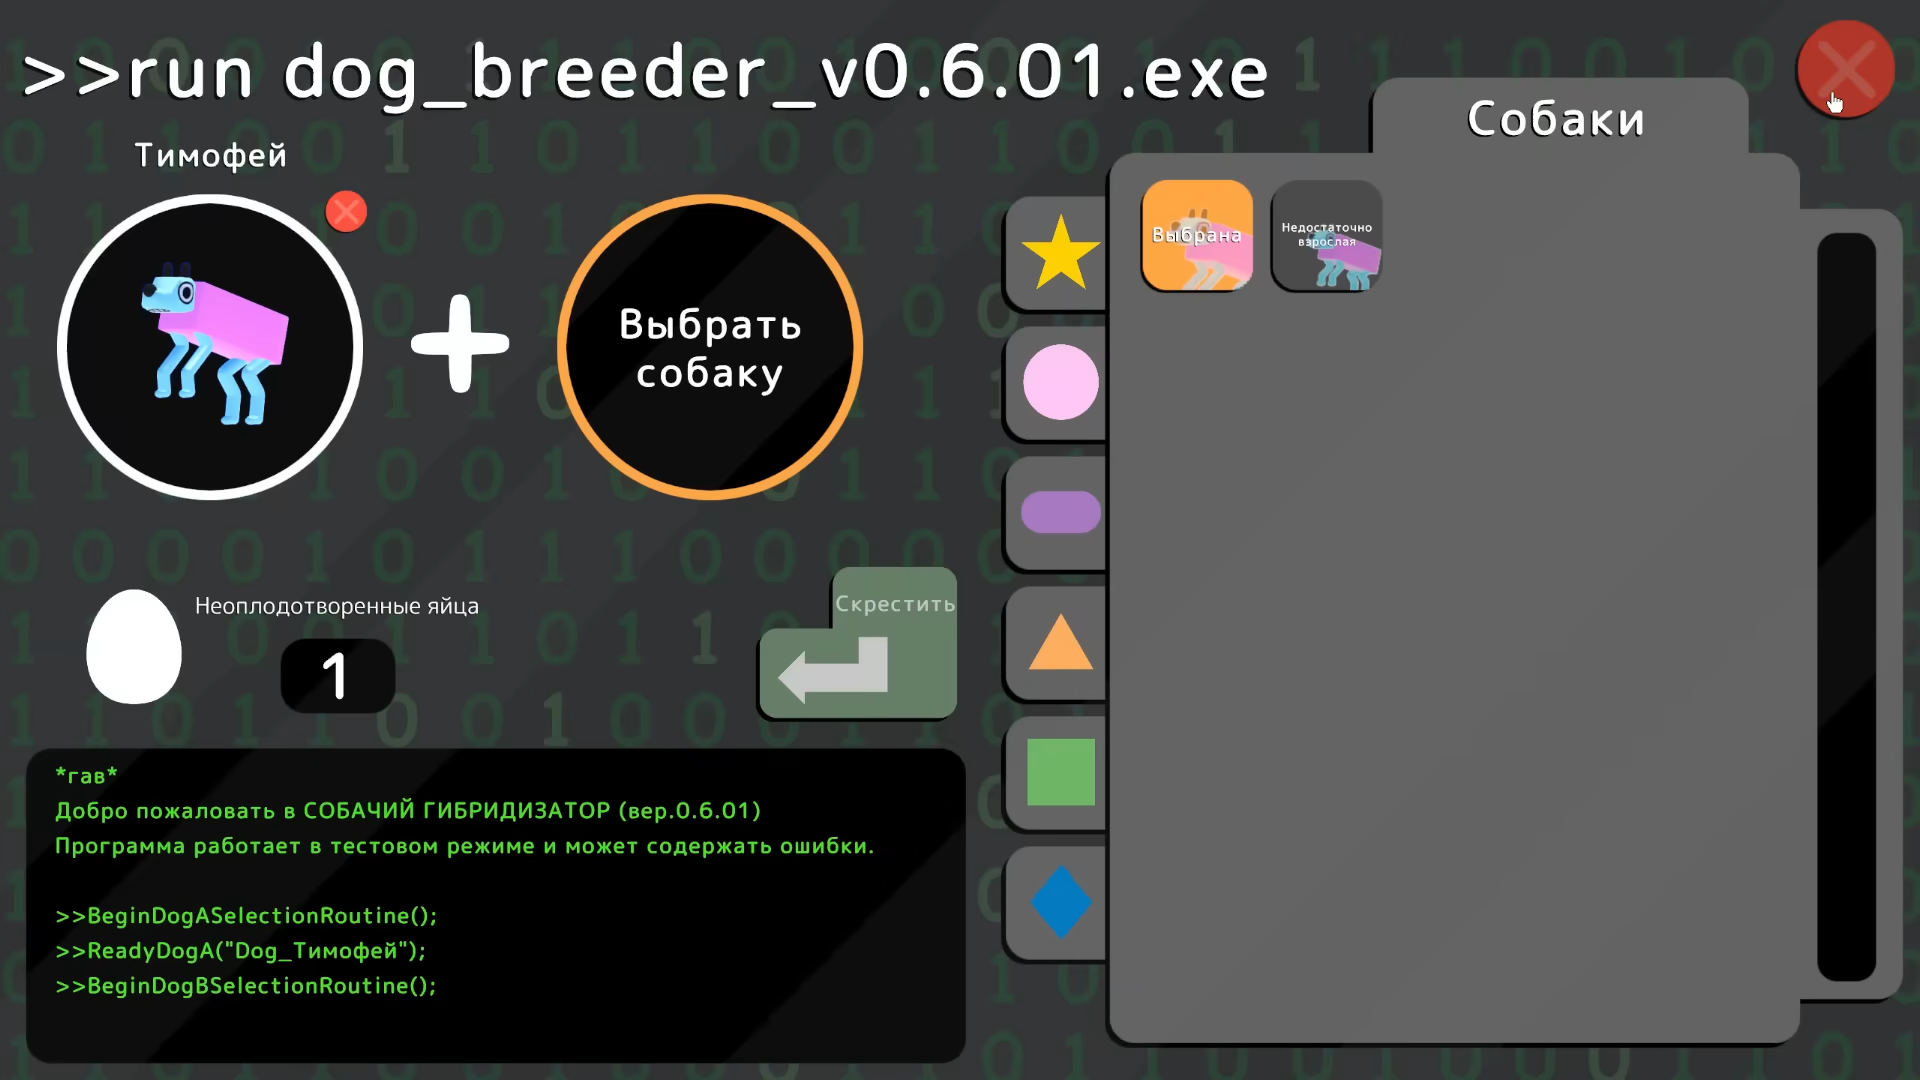 >>run dog_breeder_v0.6.01.exe
Собаки
Тимофей
Выбрать
собаку
Выбрана
Недостаточно
взрослая
Неоплодотворенные яйца
1
Скрестить
*гав*
Добро пожаловать в СОБАЧИЙ ГИБРИДИЗАТОР (вер.0.6.01)
Программа работает в тестовом режиме и может содержать ошибки.
>>BeginDogASelectionRoutine();
>>ReadyDogA("Dog_Тимофей");
>>BeginDogBSelectionRoutine();